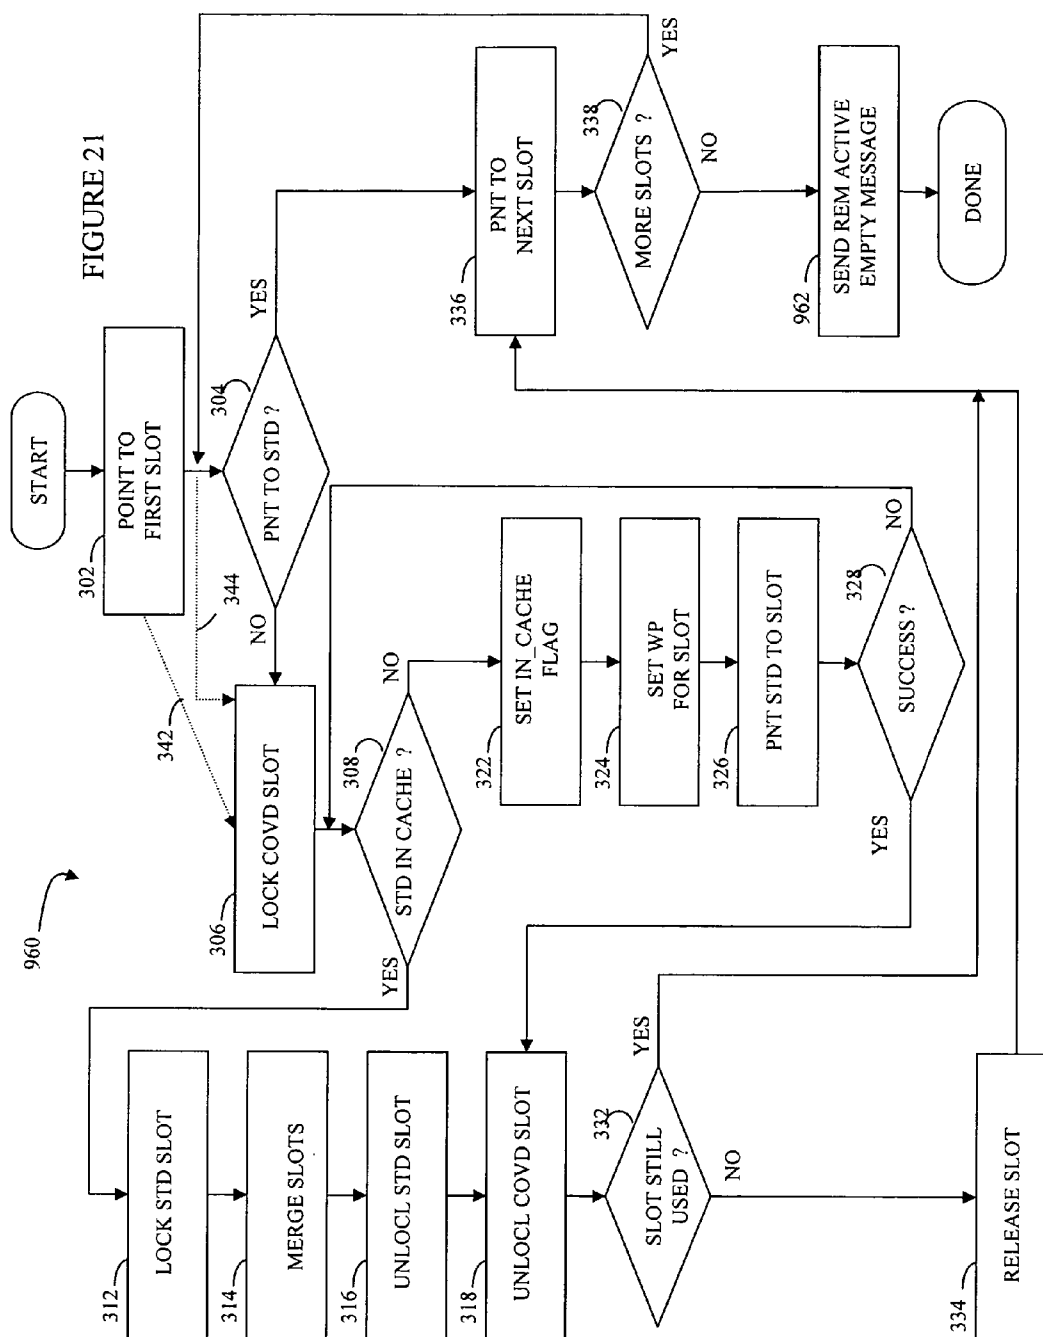 FIGURE 21
960
START
302
POINT TO
FIRST SLOT
342
344
304
PNT TO STD ?
YES
NO
306
LOCK COVD SLOT
308
STD IN CACHE ?
YES
NO
312
LOCK STD SLOT
314
MERGE SLOTS
316
UNLOCL STD SLOT
318
UNLOCL COVD SLOT
322
SET IN_CACHE
FLAG
324
SET WP
FOR SLOT
326
PNT STD TO SLOT
328
SUCCESS ?
YES
NO
332
SLOT STILL
USED ?
YES
NO
334
RELEASE SLOT
336
PNT TO
NEXT SLOT
338
MORE SLOTS ?
YES
NO
962
SEND REM ACTIVE
EMPTY MESSAGE
DONE